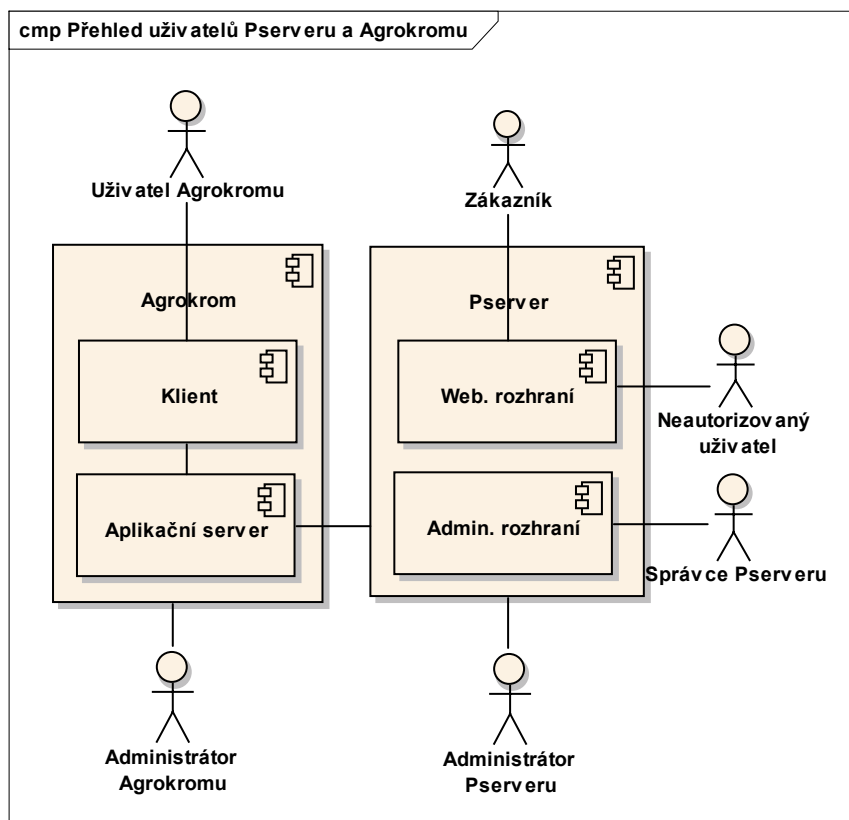 cmp Přehled uživatelů Pserveru a Agrokromu
Uživatel Agrokromu
Zákazník
Agrokrom
Pserver
Klient
Web. rozhraní
Neautorizovaný
uživatel
Aplikační server
Admin. rozhraní
Správce Pserveru
Administrátor
Agrokromu
Administrátor
Pserveru